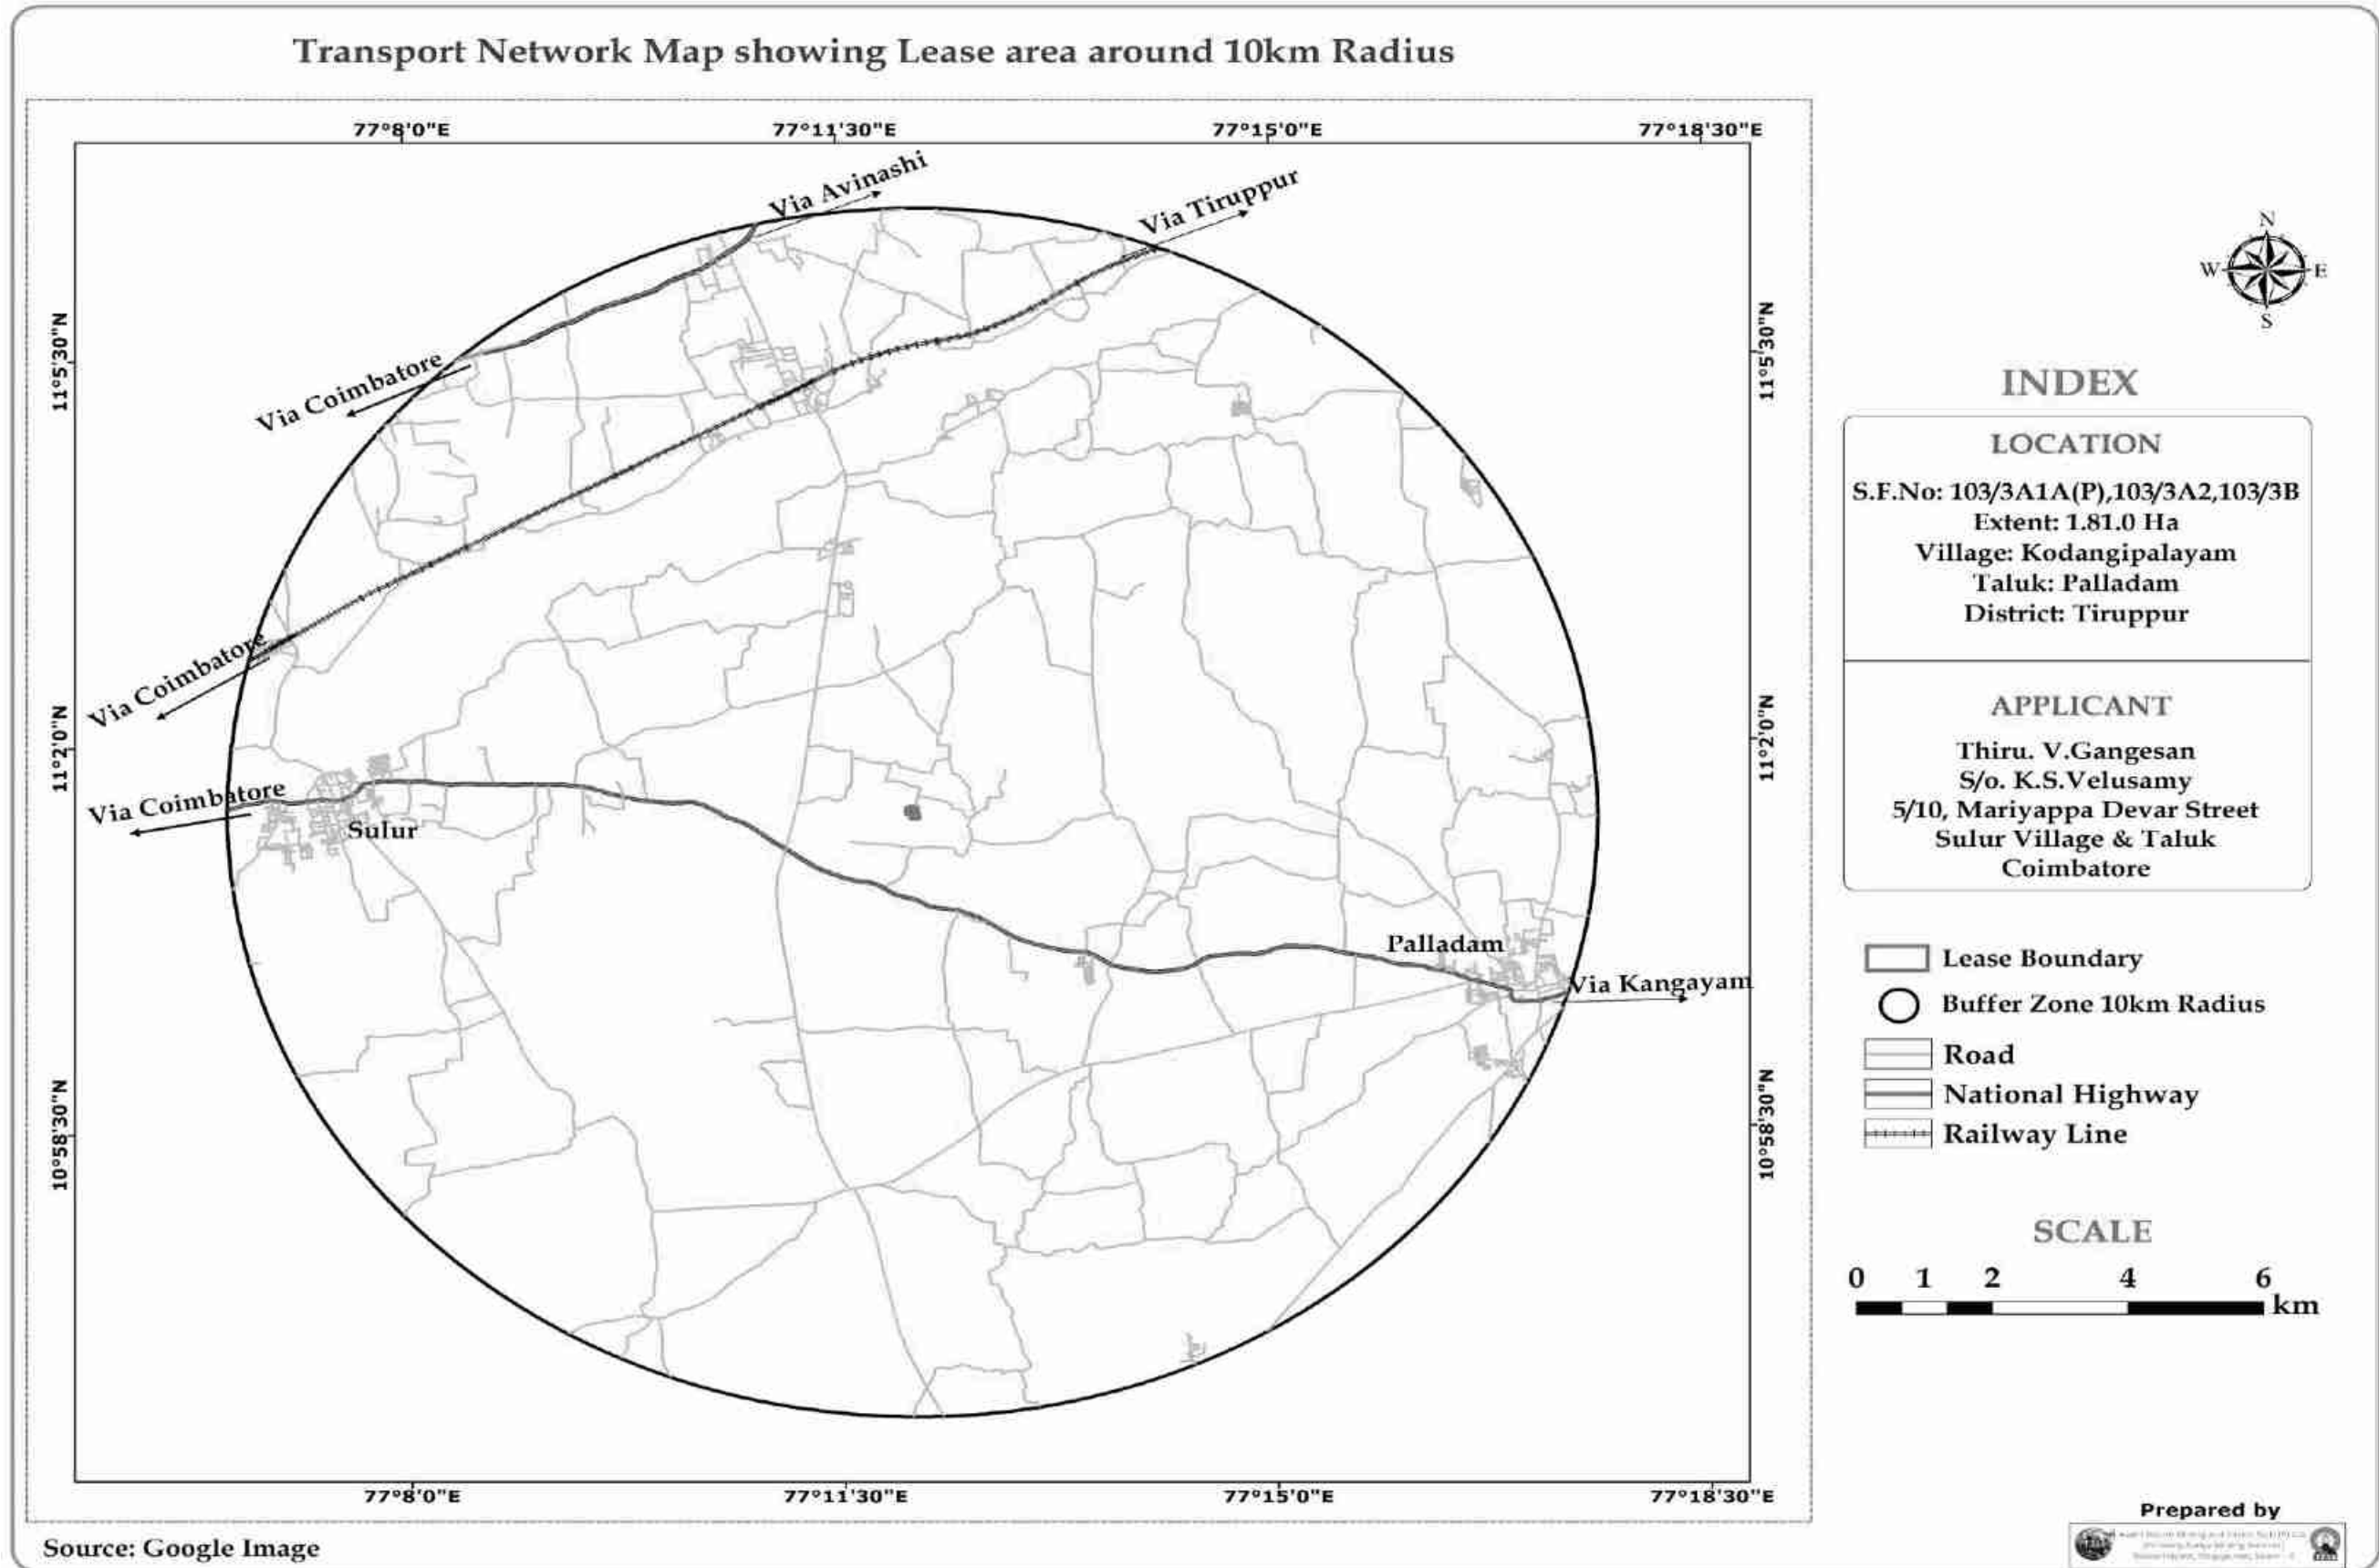 Transport Network Map showing Lease area around 10km Radius
77°8'0"E
77°11'30"E
77°15'0"E
77°18'30"E
Via Avinashi
Via Tiruppur
Via Coimbatore
11°5'30"N
11°5'30"N
Via Coimbatore
11°2'0"N
11°2'0"N
Via Coimbatore
Sulur
Palladam
Via Kangayam
10°58'30"N
10°58'30"N
77°8'0"E
77°11'30"E
77°15'0"E
77°18'30"E
Source: Google Image
N
W
E
S
INDEX
LOCATION
S.F.No: 103/3A1A(P),103/3A2,103/3B
Extent: 1.81.0 Ha
Village: Kodangipalayam
Taluk: Palladam
District: Tiruppur
APPLICANT
Thiru. V.Gangesan
S/o. K.S.Velusamy
5/10, Mariyappa Devar Street
Sulur Village & Taluk
Coimbatore
Lease Boundary
Buffer Zone 10km Radius
Road
National Highway
Railway Line
SCALE
0 1 2 4 6
km
Prepared by